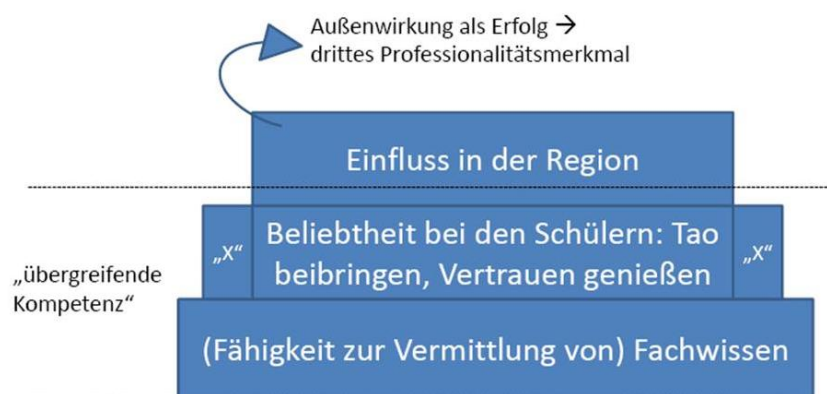 Außenwirkung als Erfolg →
drittes Professionalitätsmerkmal
Einfluss in der Region
„X“
Beliebtheit bei den Schülern: Tao
beibringen, Vertrauen genießen
„X“
„übergreifende
Kompetenz“
(Fähigkeit zur Vermittlung von) Fachwissen